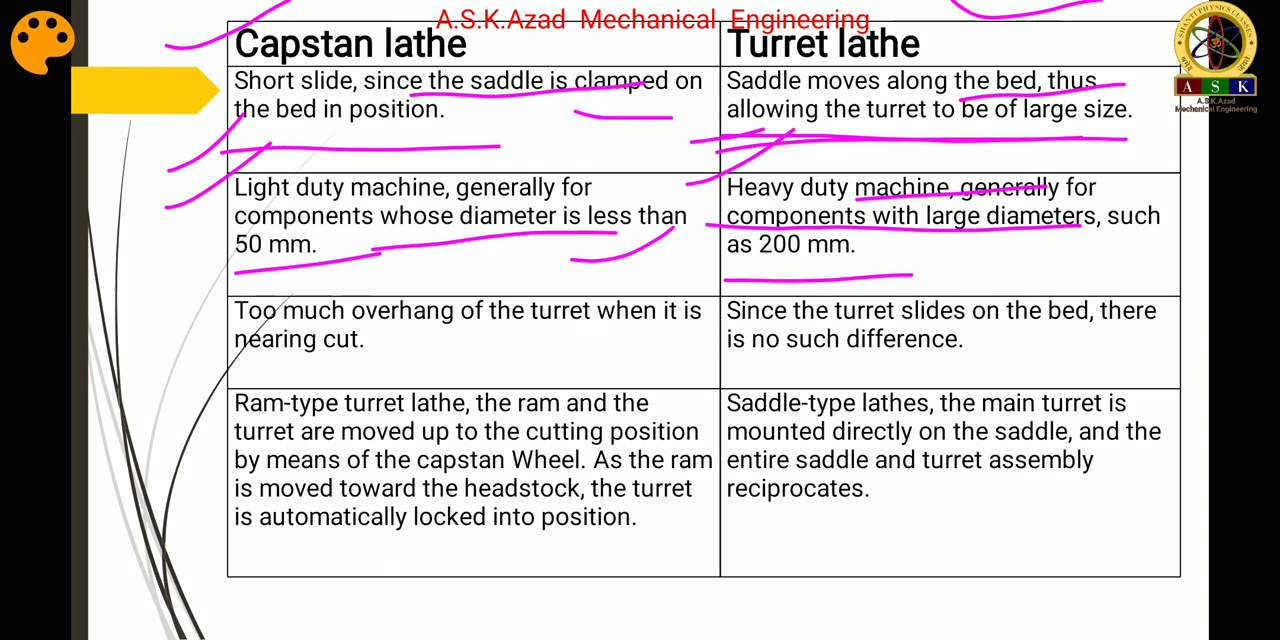 A.S.K.Azad Mechanical Engineering
Capstan lathe
Turret lathe
Short slide, since the saddle is clamped on
the bed in position.
Saddle moves along the bed, thus
allowing the turret to be of large size.
Light duty machine, generally for
components whose diameter is less than
50 mm.
Heavy duty machine, generally for
components with large diameters, such
as 200 mm.
Too much overhang of the turret when it is
nearing cut.
Since the turret slides on the bed, there
is no such difference.
Ram-type turret lathe, the ram and the
turret are moved up to the cutting position
by means of the capstan Wheel. As the ram
is moved toward the headstock, the turret
is automatically locked into position.
Saddle-type lathes, the main turret is
mounted directly on the saddle, and the
entire saddle and turret assembly
reciprocates.
SHANTI PHYSICS CLASSES
A S K
A.S.K.Azad
Mechanical Engineering